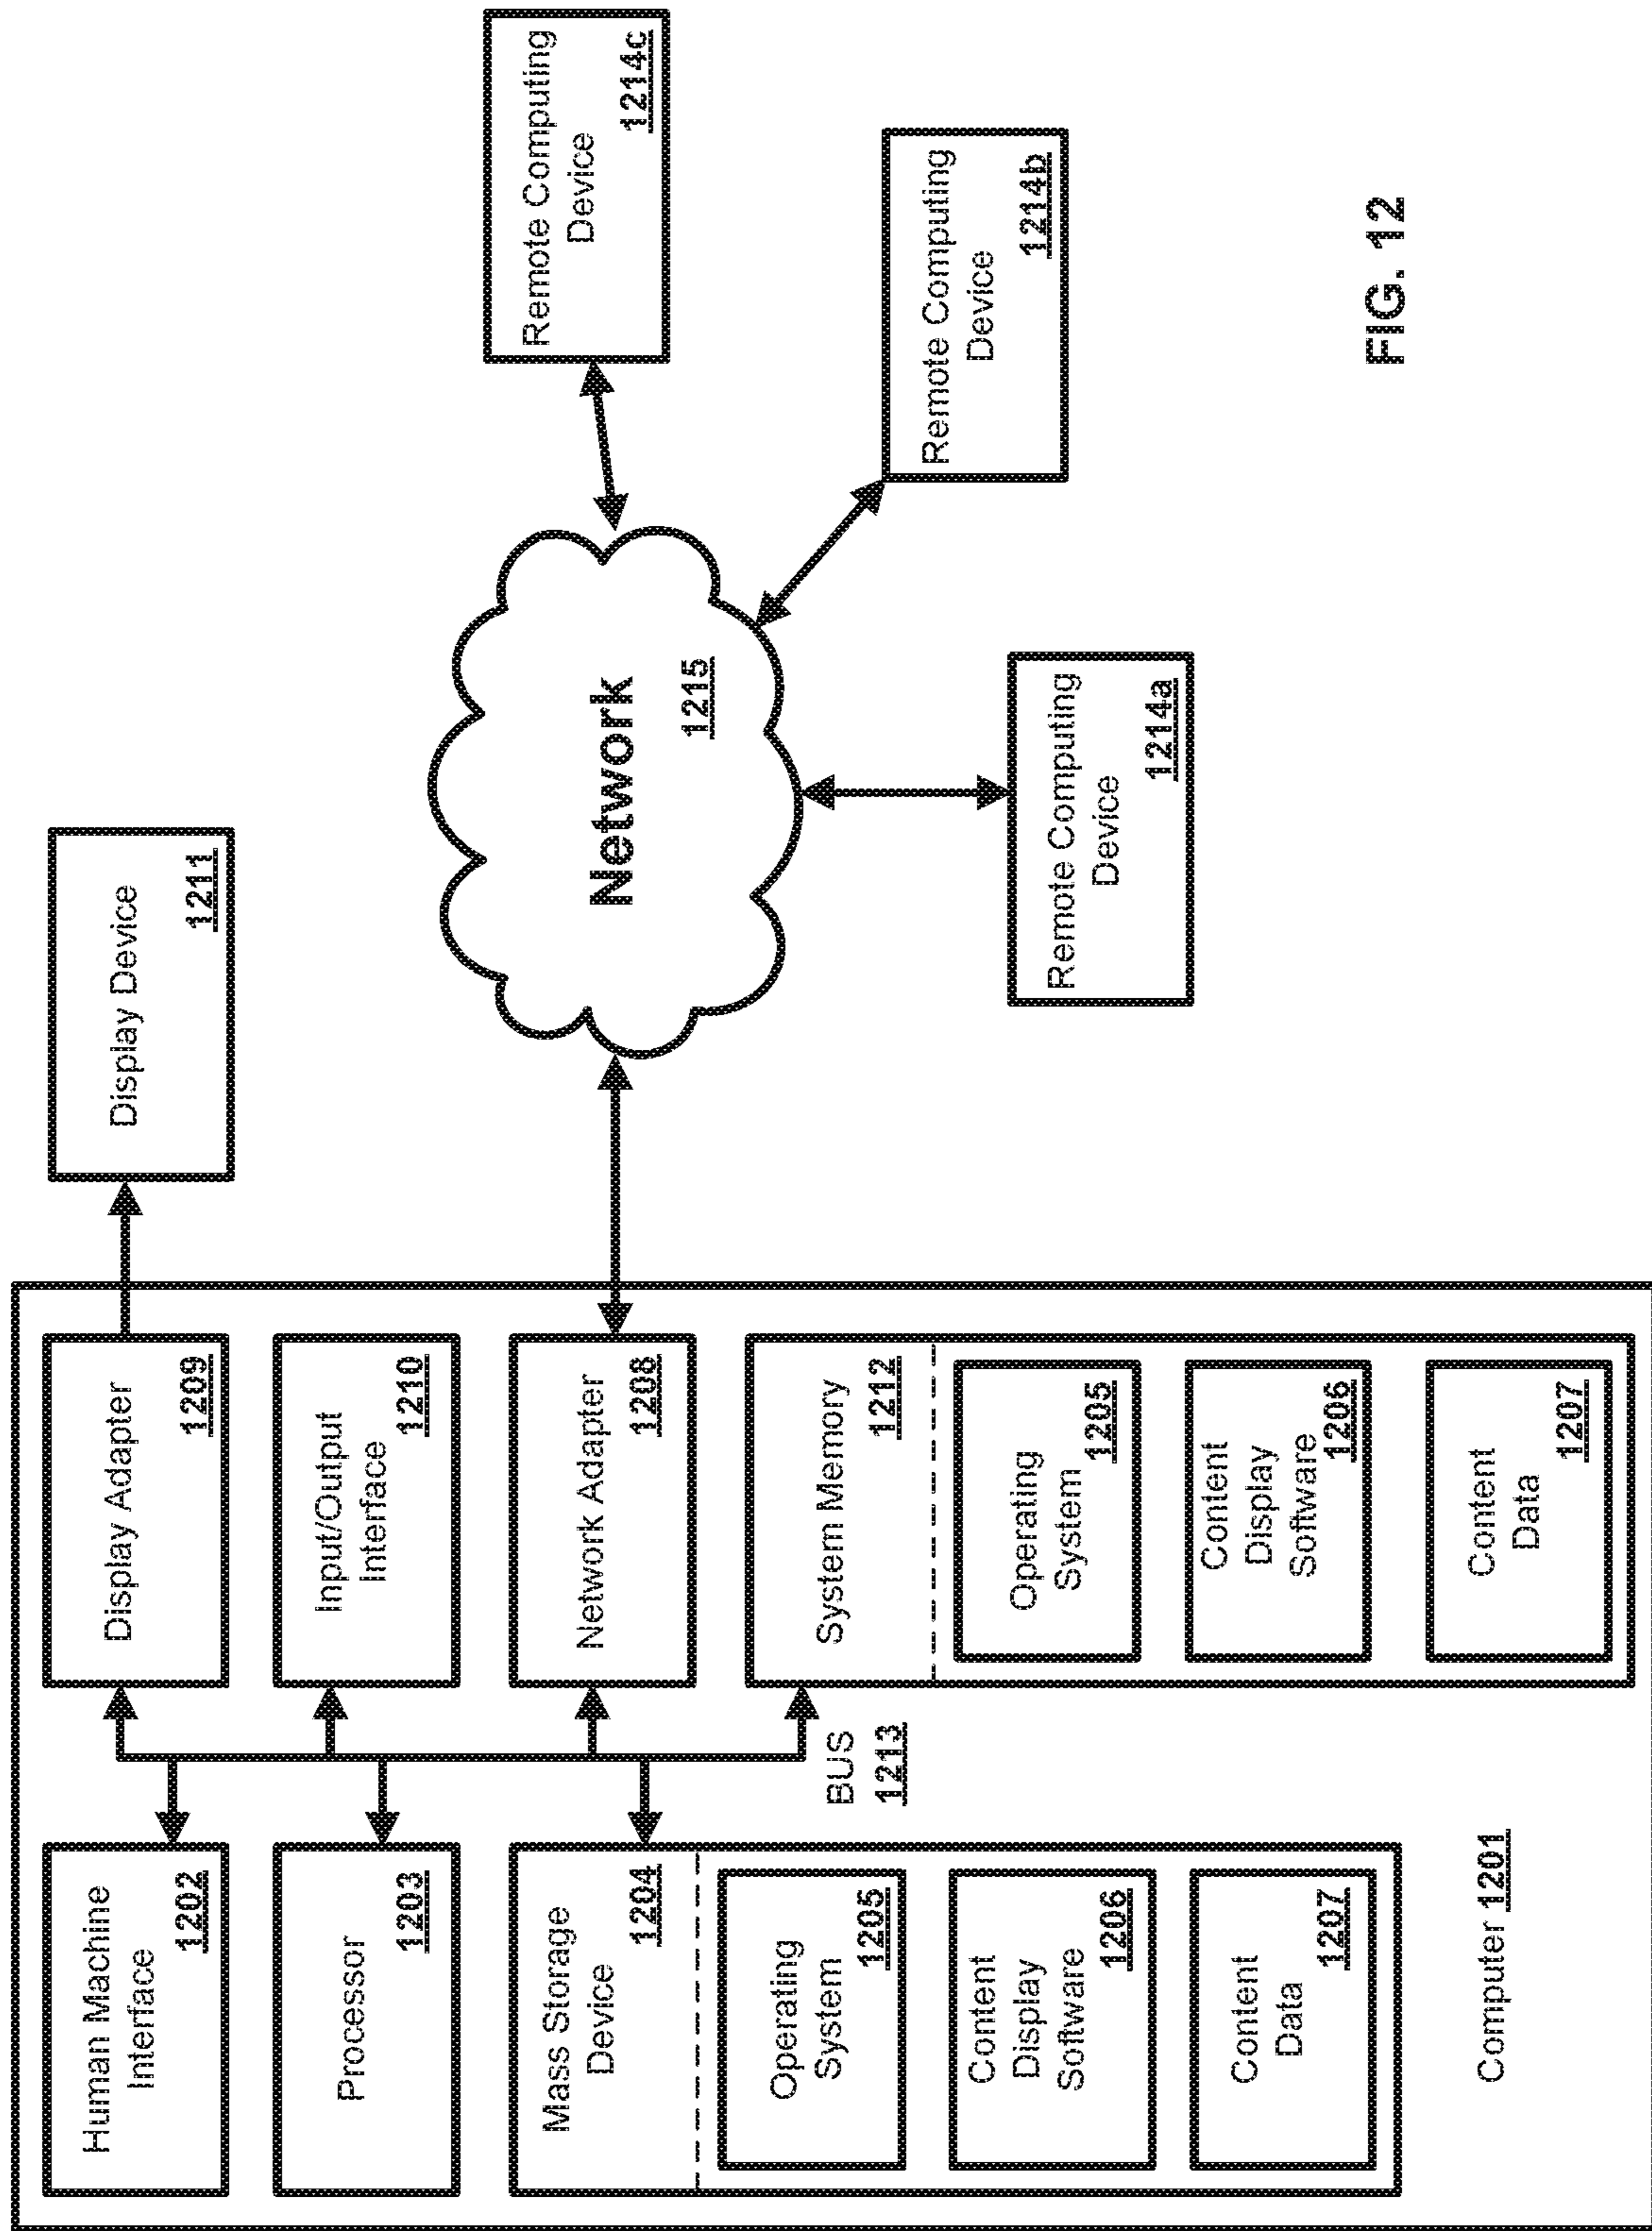 Human Machine
Interface
1202
Processor
1203
Mass Storage
Device
1204
Operating
System
1205
Content
Display
Software
1206
Content
Data
1207
Computer 1201
BUS
1213
Display Adapter
1209
Input/Output
Interface
1210
Network Adapter
1208
System Memory
1212
Operating
System
1205
Content
Display
Software
1206
Content
Data
1207
Display Device
1211
Network
1215
Remote Computing
Device
1214a
Remote Computing
Device
1214b
Remote Computing
Device
1214c
FIG. 12